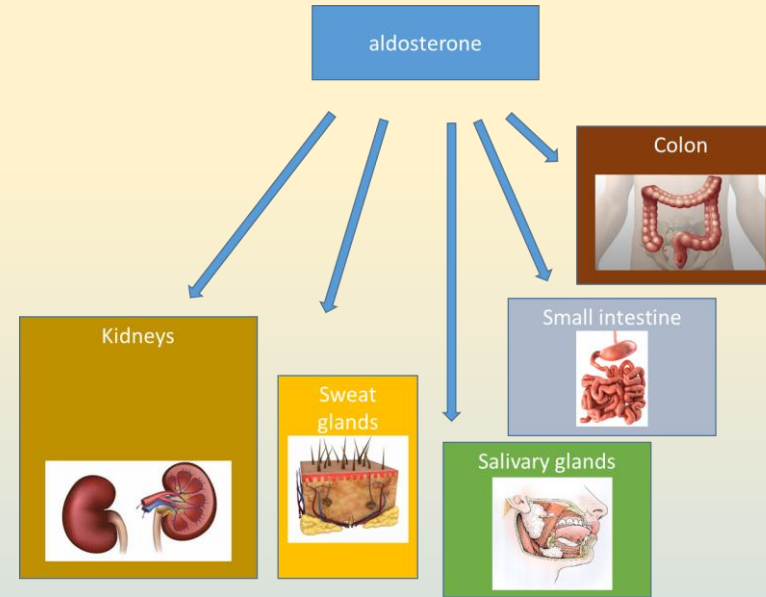 aldosterone
Colon
Small intestine
Kidneys
Sweat
glands
Salivary glands